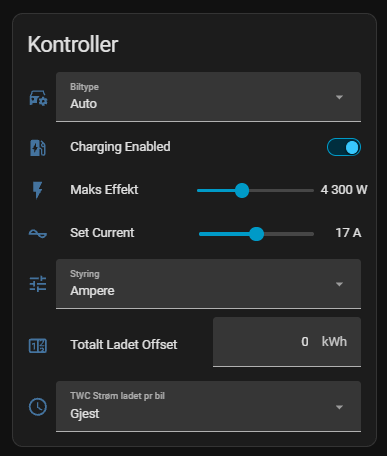 Kontroller
Biltype
Auto
Charging Enabled
Maks Effekt 4 300 W
Set Current 17 A
Styring
Ampere
Totalt Ladet Offset 0 kWh
TWC Strøm ladet pr bil
Gjest